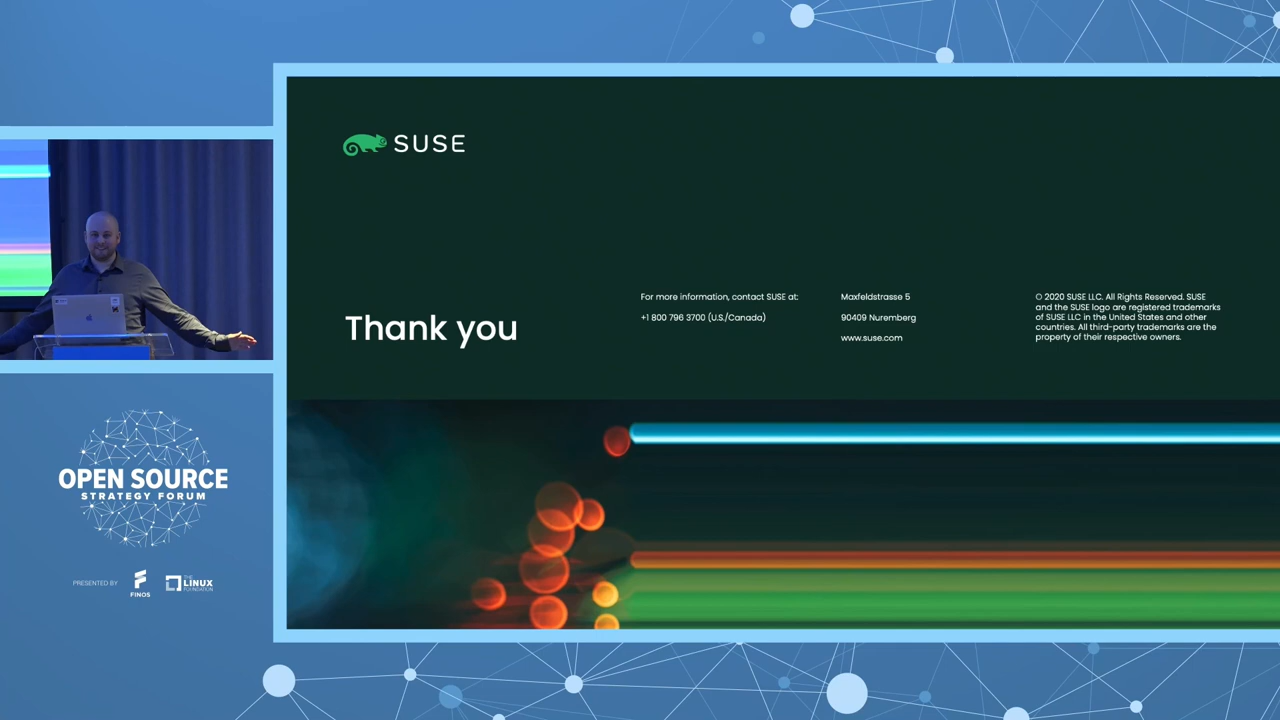 SUSE
Thank you
For more information, contact SUSE at:
+1 800 796 3700 (U.S./Canada)
Maxfeldstrasse 5
90409 Nuremberg
www.suse.com
© 2020 SUSE LLC. All Rights Reserved. SUSE
and the SUSE logo are registered trademarks
of SUSE LLC in the United States and other
countries. All third-party trademarks are the
property of their respective owners.
OPEN SOURCE
STRATEGY FORUM
PRESENTED BY
FINOS
THE
LINUX
FOUNDATION